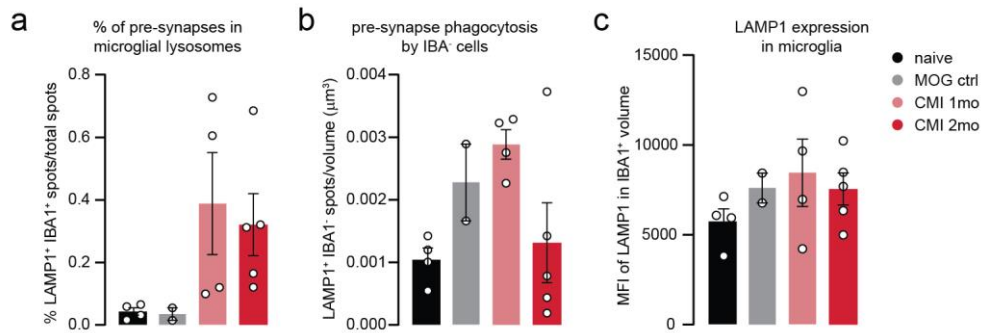 a
% of pre-synapses in
microglial lysosomes
% LAMP1⁺ IBA1⁺ spots/total spots
0.8
0.6
0.4
0.2
0.0
b
pre-synapse phagocytosis
by IBA⁻ cells
LAMP1⁺ IBA1⁻ spots/volume (μm³)
0.004
0.003
0.002
0.001
0.000
c
LAMP1 expression
in microglia
MFI of LAMP1 in IBA1⁺ volume
15000
10000
5000
0
naive
MOG ctrl
CMI 1mo
CMI 2mo